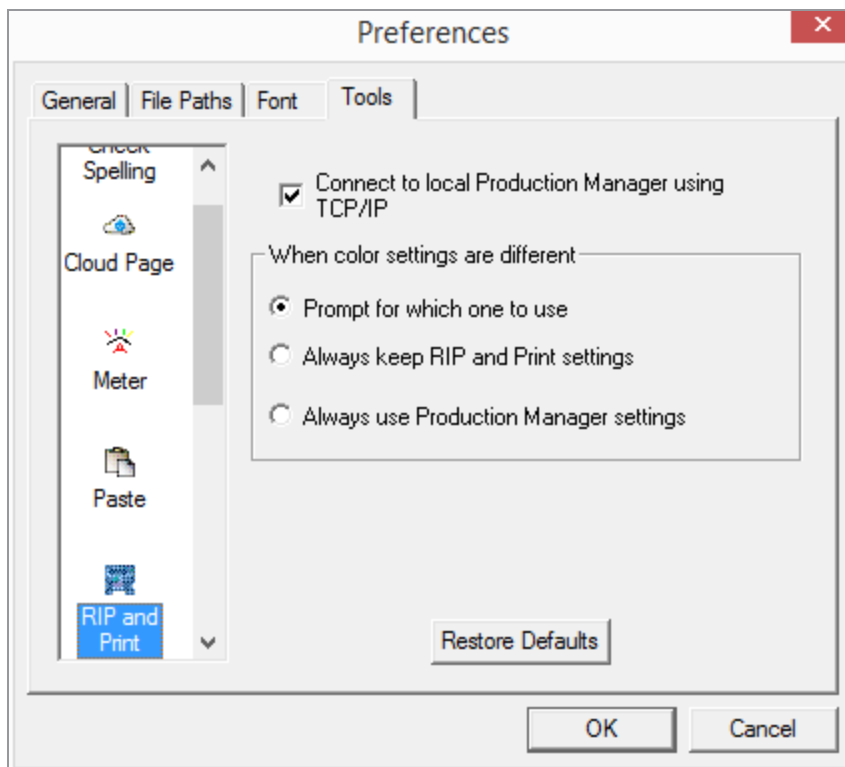 Preferences
General
File Paths
Font
Tools
Check
Spelling
Cloud Page
Meter
Paste
RIP and
Print
Connect to local Production Manager using
TCP/IP
When color settings are different
Prompt for which one to use
Always keep RIP and Print settings
Always use Production Manager settings
Restore Defaults
OK
Cancel